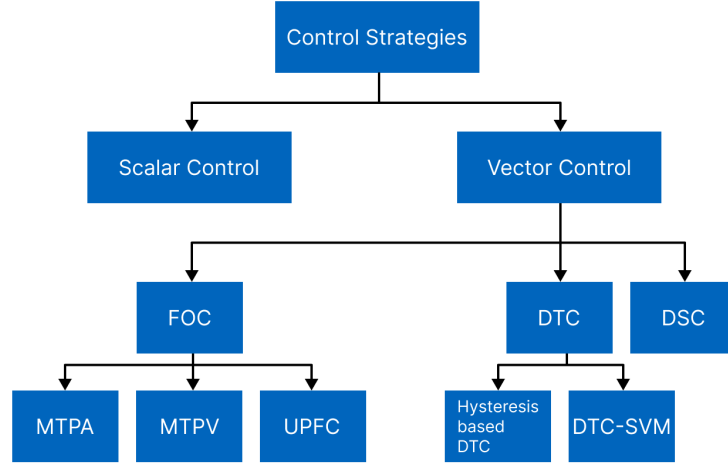 Control Strategies
Scalar Control
Vector Control
FOC
DTC
DSC
MTPA
MTPV
UPFC
Hysteresis
based
DTC
DTC-SVM